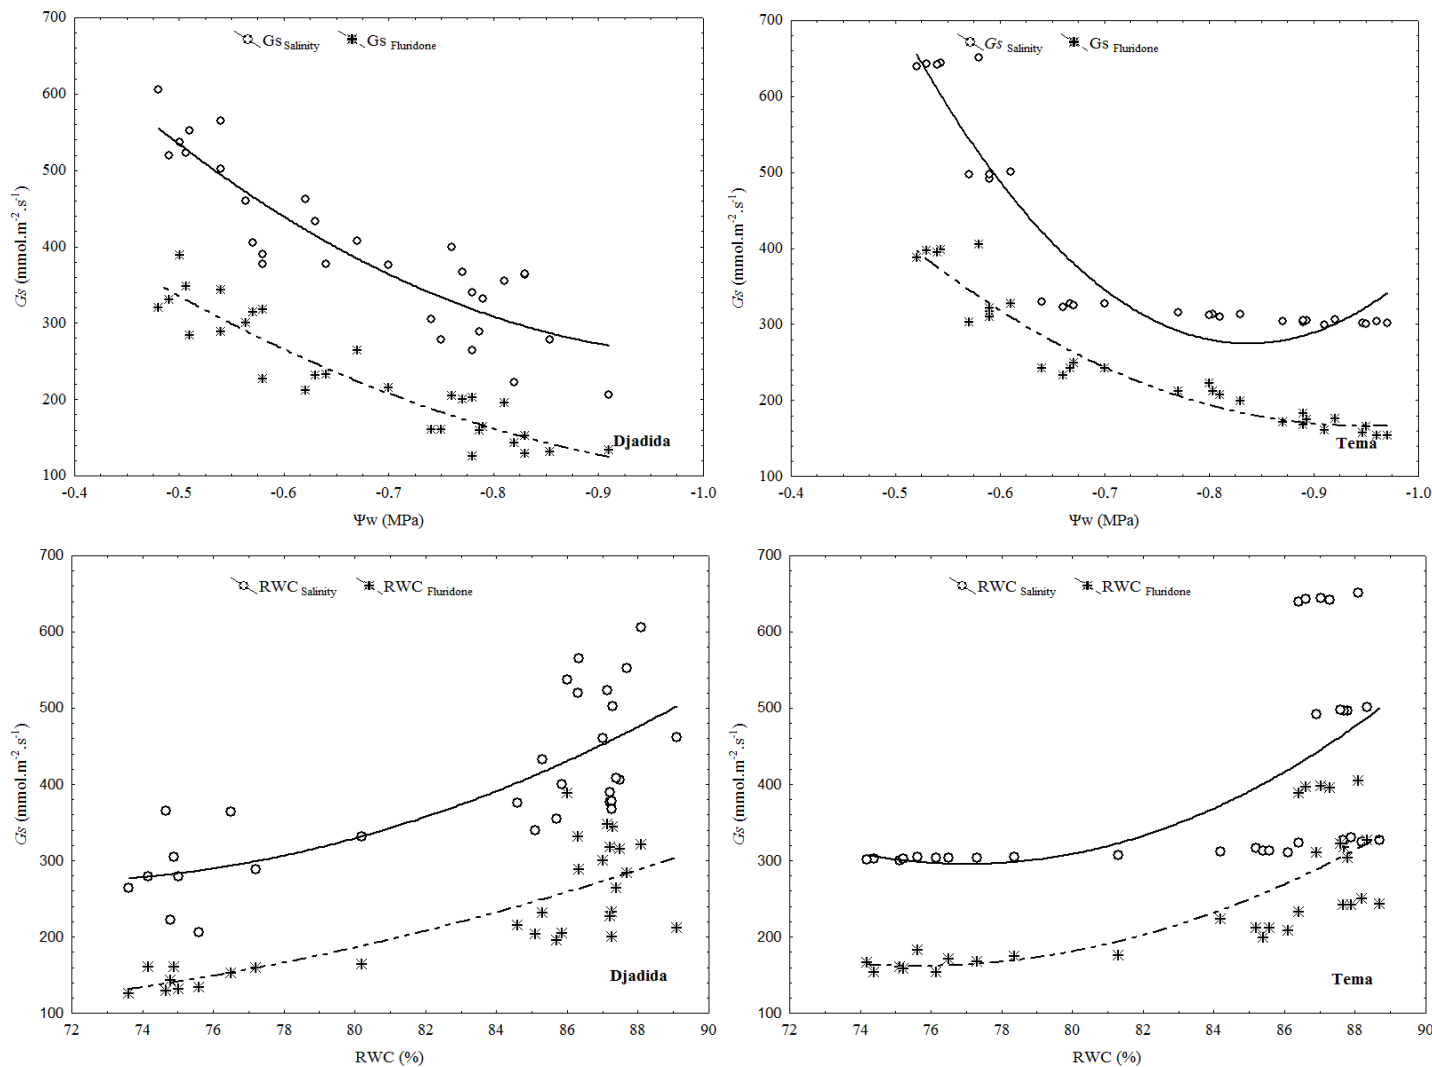 700
600
500
400
300
200
100
Gs (mmol.m-2.s-1)
Gs Salinity Gs Fluridone
Djadida
-0.4 -0.5 -0.6 -0.7 -0.8 -0.9 -1.0
Ψw (MPa)
700
600
500
400
300
200
100
Gs (mmol.m-2.s-1)
Gs Salinity Gs Fluridone
Tema
-0.4 -0.5 -0.6 -0.7 -0.8 -0.9 -1.0
Ψw (MPa)
700
600
500
400
300
200
100
Gs (mmol.m-2.s-1)
RWC Salinity RWC Fluridone
Djadida
72 74 76 78 80 82 84 86 88 90
RWC (%)
700
600
500
400
300
200
100
Gs (mmol.m-2.s-1)
RWC Salinity RWC Fluridone
Tema
72 74 76 78 80 82 84 86 88 90
RWC (%)